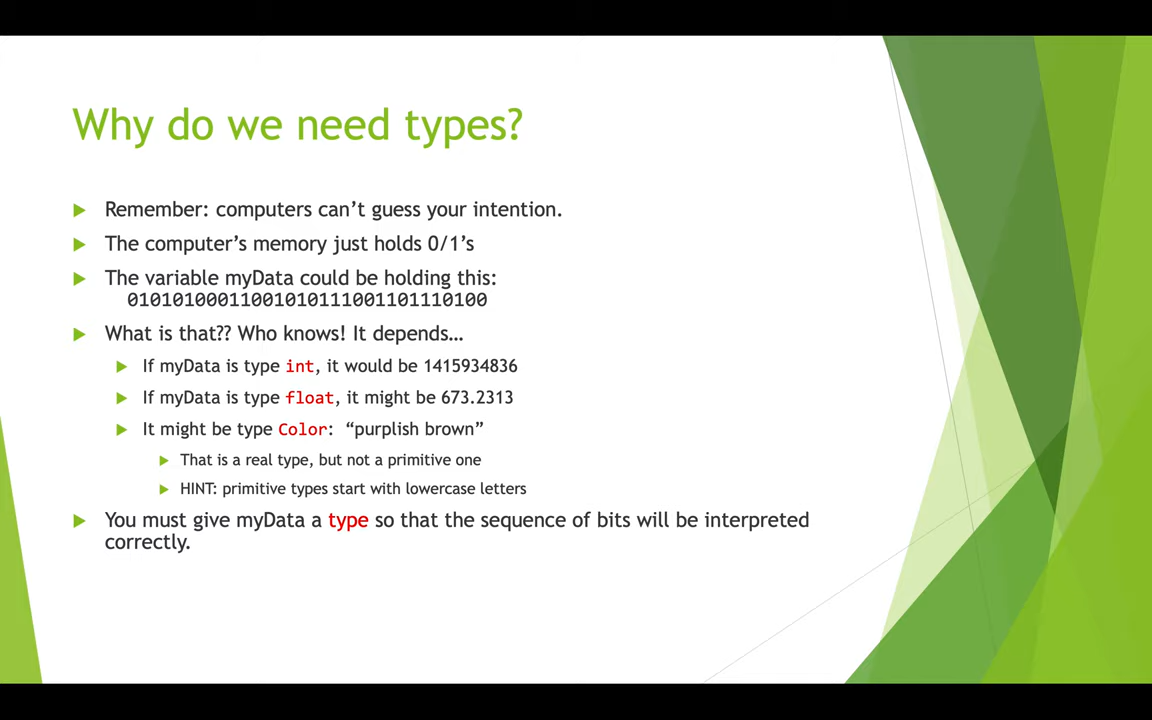 Why do we need types?
Remember: computers can't guess your intention.
The computer's memory just holds 0/1's
The variable myData could be holding this:
01010100011001010111001101110100
What is that?? Who knows! It depends…
If myData is type int, it would be 1415934836
If myData is type float, it might be 673.2313
It might be type Color: “purplish brown”
That is a real type, but not a primitive one
HINT: primitive types start with lowercase letters
You must give myData a type so that the sequence of bits will be interpreted
correctly.